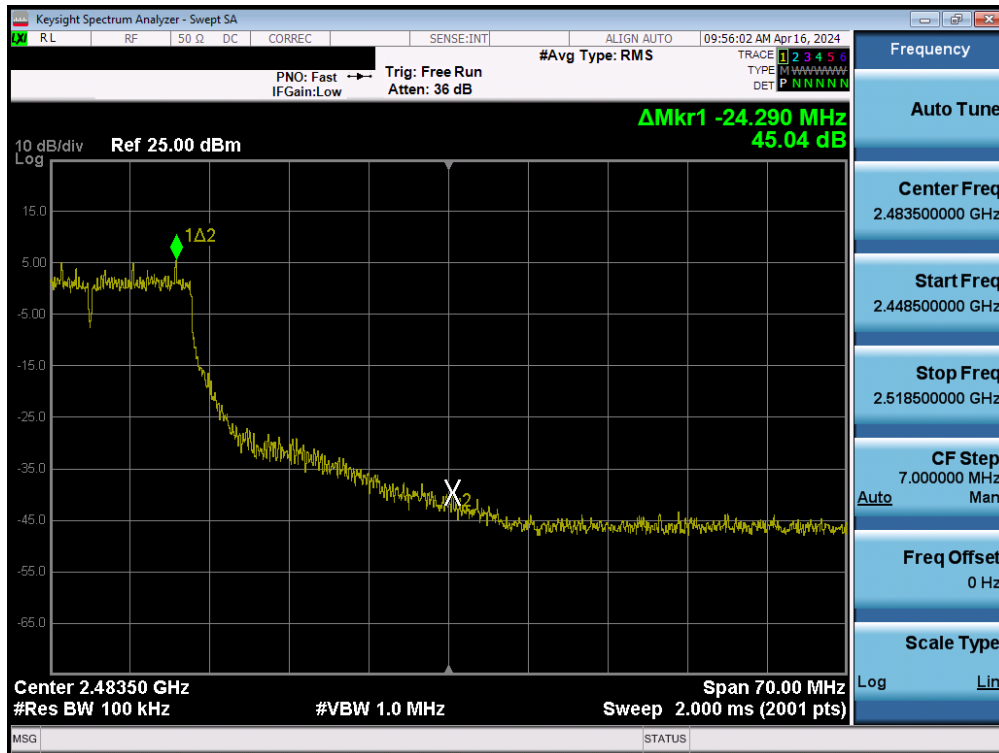 Keysight Spectrum Analyzer - Swept SA
LXI RL RF 50 Ω DC CORREC SENSE:INT ALIGN AUTO 09:56:02 AM Apr 16, 2024
PNO: Fast
IFGain:Low
Trig: Free Run
Atten: 36 dB
#Avg Type: RMS
TRACE 1 2 3 4 5 6
TYPE M WWWWW
DET P N N N N N
ΔMkr1 -24.290 MHz
45.04 dB
10 dB/div Ref 25.00 dBm
Log
15.0
5.00
-5.00
-15.0
-25.0
-35.0
-45.0
-55.0
-65.0
1Δ2
2
Center 2.48350 GHz Span 70.00 MHz
#Res BW 100 kHz #VBW 1.0 MHz Sweep 2.000 ms (2001 pts)
MSG STATUS
Frequency
Auto Tune
Center Freq
2.483500000 GHz
Start Freq
2.448500000 GHz
Stop Freq
2.518500000 GHz
CF Step
7.000000 MHz
Auto Man
Freq Offset
0 Hz
Scale Type
Log Lin